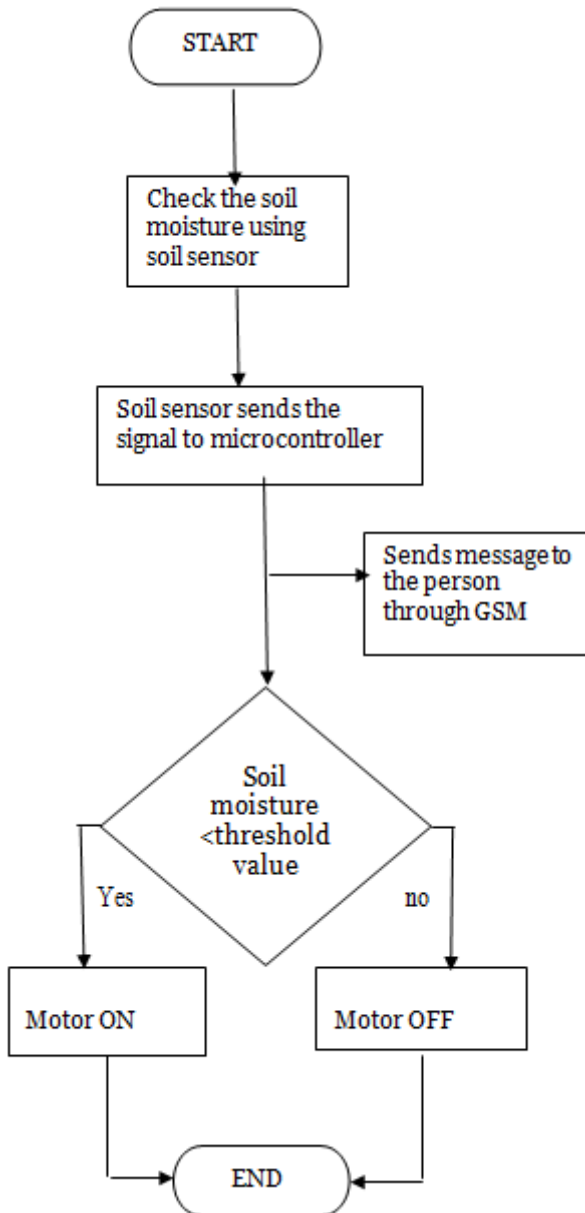 START
Check the soil
moisture using
soil sensor
Soil sensor sends the
signal to microcontroller
Sends message to
the person
through GSM
Soil
moisture
<threshold
value
Yes
no
Motor ON
Motor OFF
END